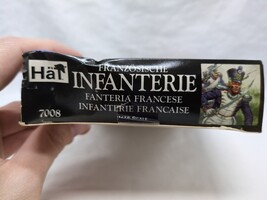 HäT
FRANZÖSISCHE
INFANTERIE
FANTERIA FRANCESE
INFANTERIE FRANCAISE
7008